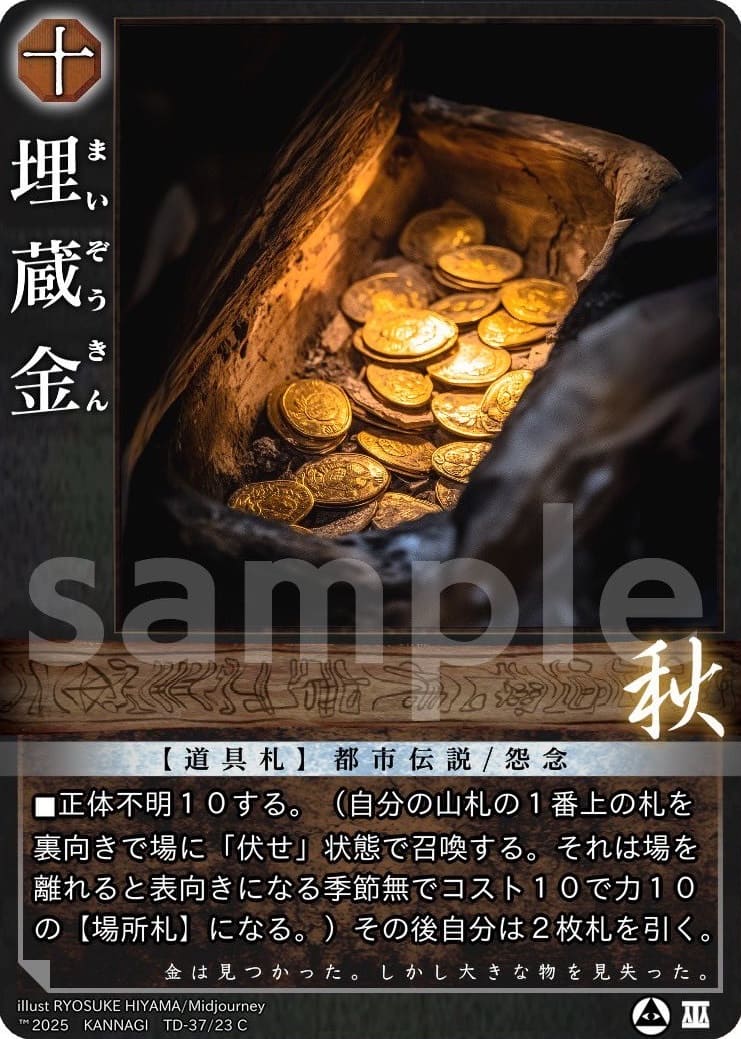 十
埋蔵金
まいぞうきん
sample
秋
【道具札】都市伝説/怨念
■正体不明１０する。（自分の山札の１番上の札を
裏向きで場に「伏せ」状態で召喚する。それは場を
離れると表向きになる季節無でコスト１０で力１０
の【場所札】になる。）その後自分は２枚札を引く。
金は見つかった。しかし大きな物を見失った。
illust RYOSUKE HIYAMA/Midjourney
™2025 KANNAGI TD-37/23 C